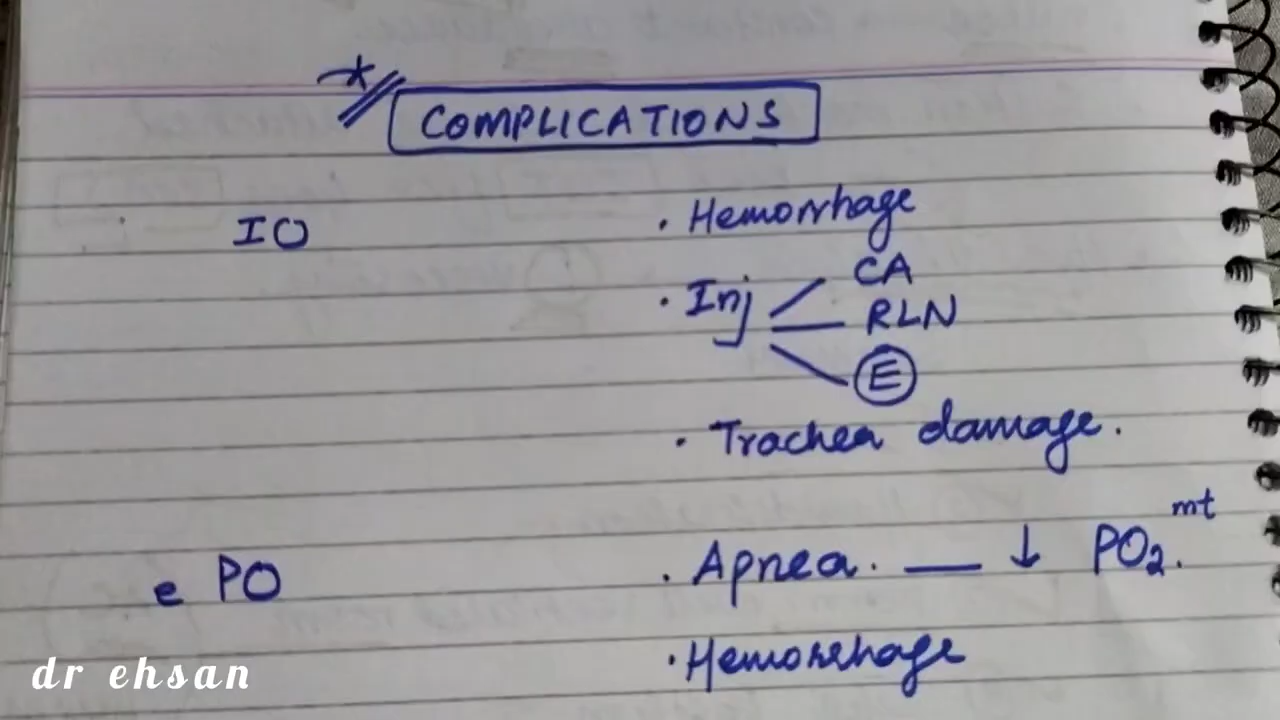 COMPLICATIONS
IO
. Hemorrhage
CA
. Inj
RLN
E
. Trachea damage.
mt
e PO
. Apnea. — ↓ PO₂.
. Hemorrhage
dr ehsan